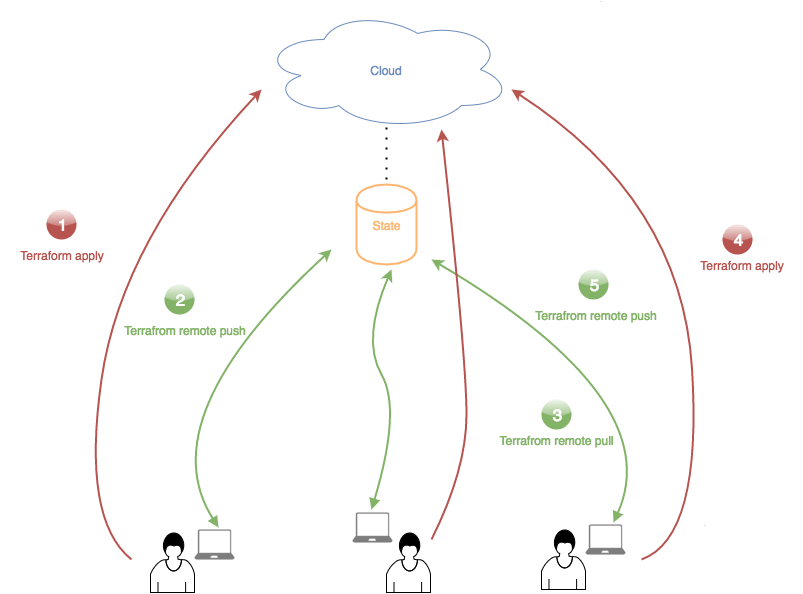 Cloud
State
1
Terraform apply
4
Terraform apply
2
Terrafrom remote push
5
Terrafrom remote push
3
Terrafrom remote pull